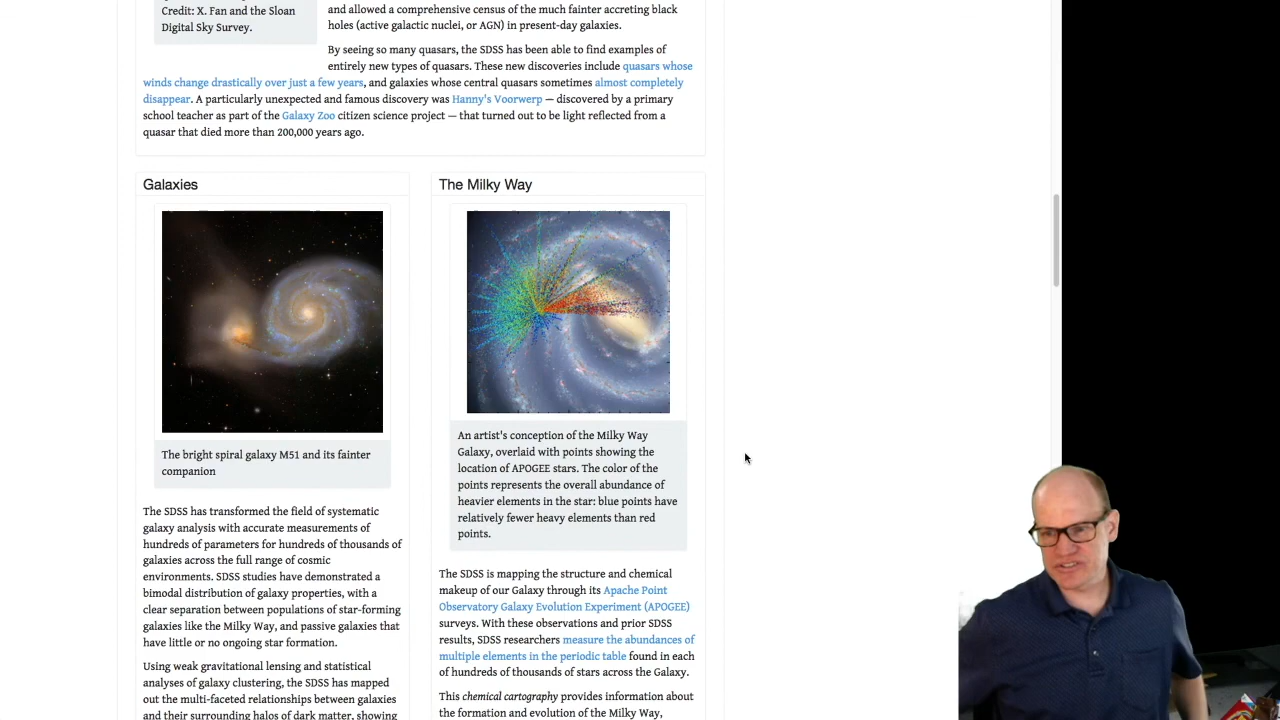 Credit: X. Fan and the Sloan
Digital Sky Survey.
and allowed a comprehensive census of the much fainter accreting black
holes (active galactic nuclei, or AGN) in present-day galaxies.
By seeing so many quasars, the SDSS has been able to find examples of
entirely new types of quasars. These new discoveries include quasars whose
winds change drastically over just a few years, and galaxies whose central quasars sometimes almost completely
disappear. A particularly unexpected and famous discovery was Hanny's Voorwerp — discovered by a primary
school teacher as part of the Galaxy Zoo citizen science project — that turned out to be light reflected from a
quasar that died more than 200,000 years ago.
Galaxies
The bright spiral galaxy M51 and its fainter
companion
The SDSS has transformed the field of systematic
galaxy analysis with accurate measurements of
hundreds of parameters for hundreds of thousands of
galaxies across the full range of cosmic
environments. SDSS studies have demonstrated a
bimodal distribution of galaxy properties, with a
clear separation between populations of star-forming
galaxies like the Milky Way, and passive galaxies that
have little or no ongoing star formation.
Using weak gravitational lensing and statistical
analyses of galaxy clustering, the SDSS has mapped
out the multi-faceted relationships between galaxies
and their surrounding halos of dark matter, showing
The Milky Way
An artist's conception of the Milky Way
Galaxy, overlaid with points showing the
location of APOGEE stars. The color of the
points represents the overall abundance of
heavier elements in the star: blue points have
relatively fewer heavy elements than red
points.
The SDSS is mapping the structure and chemical
makeup of our Galaxy through its Apache Point
Observatory Galaxy Evolution Experiment (APOGEE)
surveys. With these observations and prior SDSS
results, SDSS researchers measure the abundances of
multiple elements in the periodic table found in each
of hundreds of thousands of stars across the Galaxy.
This chemical cartography provides information about
the formation and evolution of the Milky Way,